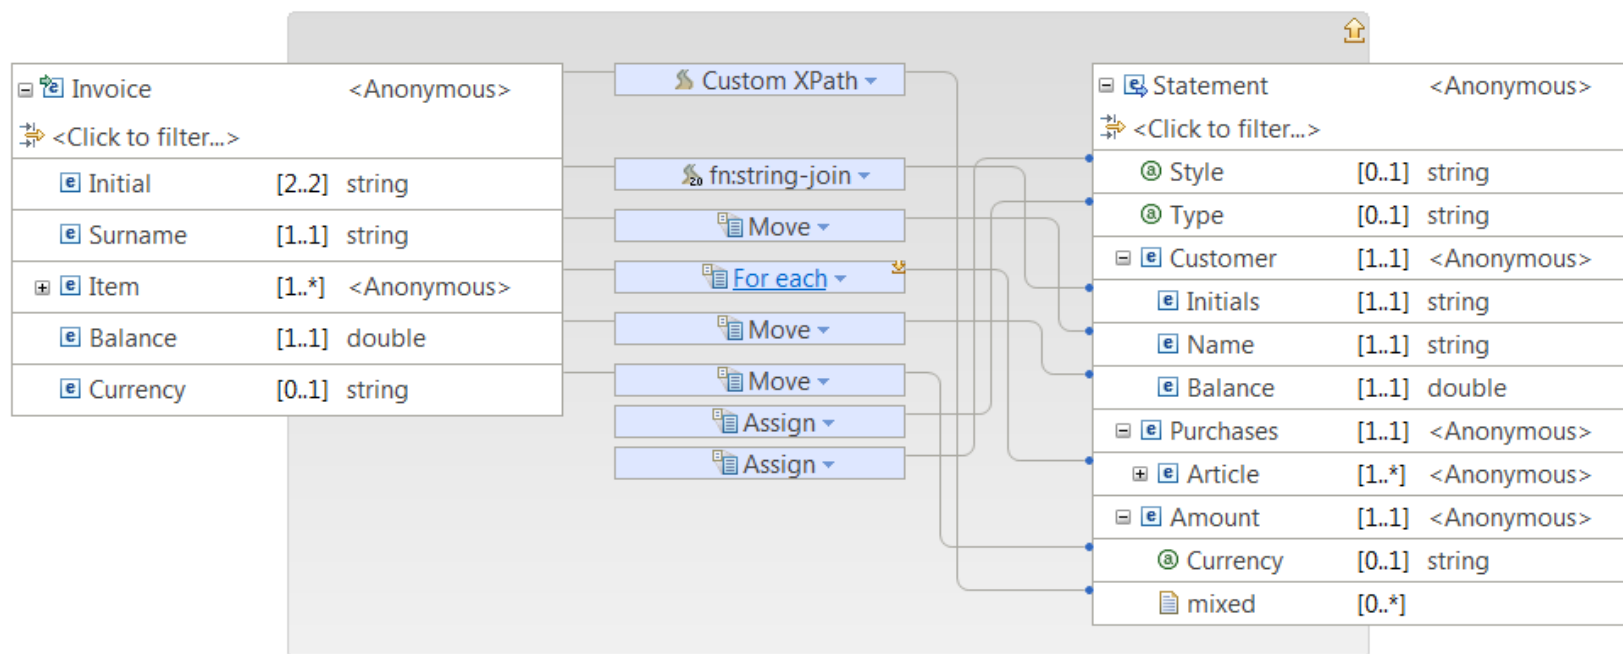 Invoice <Anonymous>
<Click to filter...>
Initial [2..2] string
Surname [1..1] string
Item [1..*] <Anonymous>
Balance [1..1] double
Currency [0..1] string
Custom XPath
2.0 fn:string-join
Move
For each
Move
Move
Assign
Assign
Statement <Anonymous>
<Click to filter...>
Style [0..1] string
Type [0..1] string
Customer [1..1] <Anonymous>
Initials [1..1] string
Name [1..1] string
Balance [1..1] double
Purchases [1..1] <Anonymous>
Article [1..*] <Anonymous>
Amount [1..1] <Anonymous>
Currency [0..1] string
mixed [0..*]